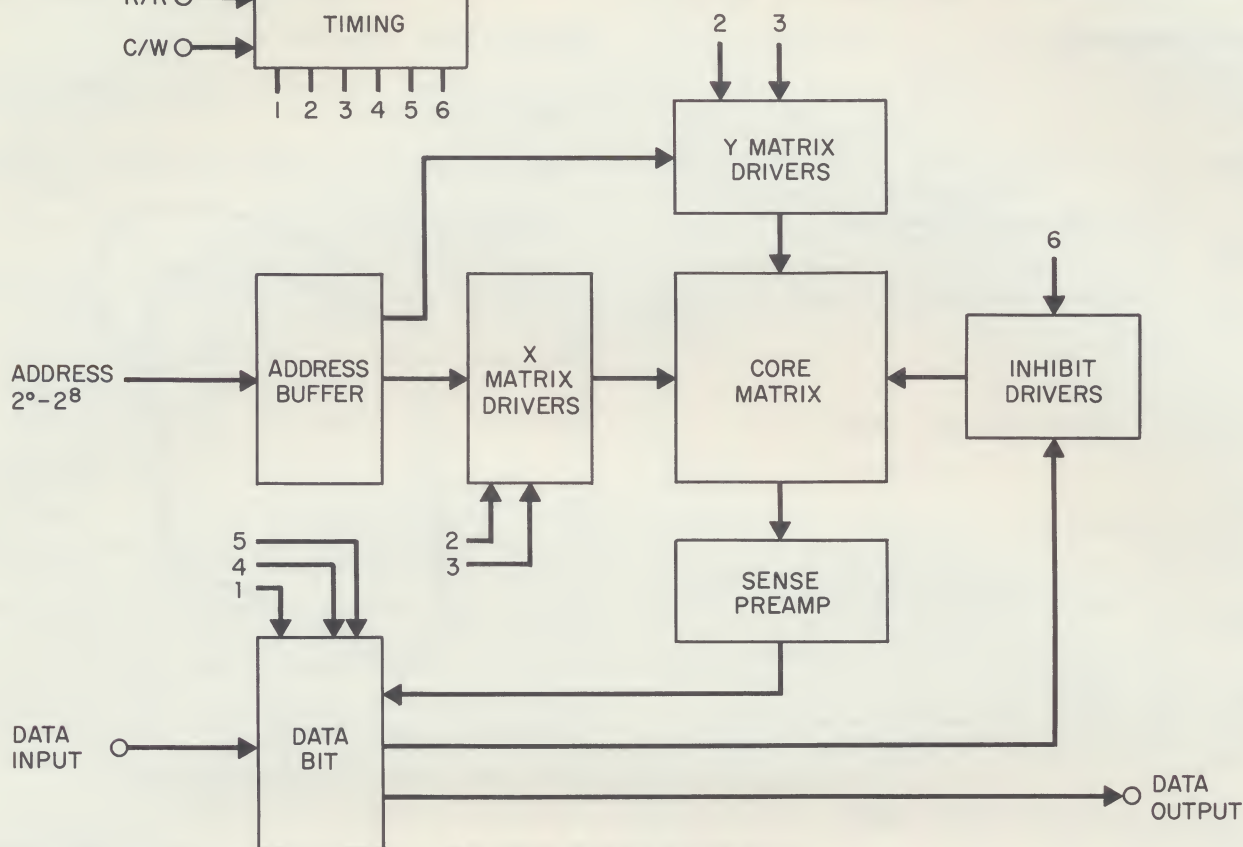 TIMING
C/W
1 2 3 4 5 6
2 3
Y MATRIX
DRIVERS
6
ADDRESS
2⁰-2⁸
ADDRESS
BUFFER
X
MATRIX
DRIVERS
CORE
MATRIX
INHIBIT
DRIVERS
5
4
1
2
3
SENSE
PREAMP
DATA
INPUT
DATA
BIT
DATA
OUTPUT